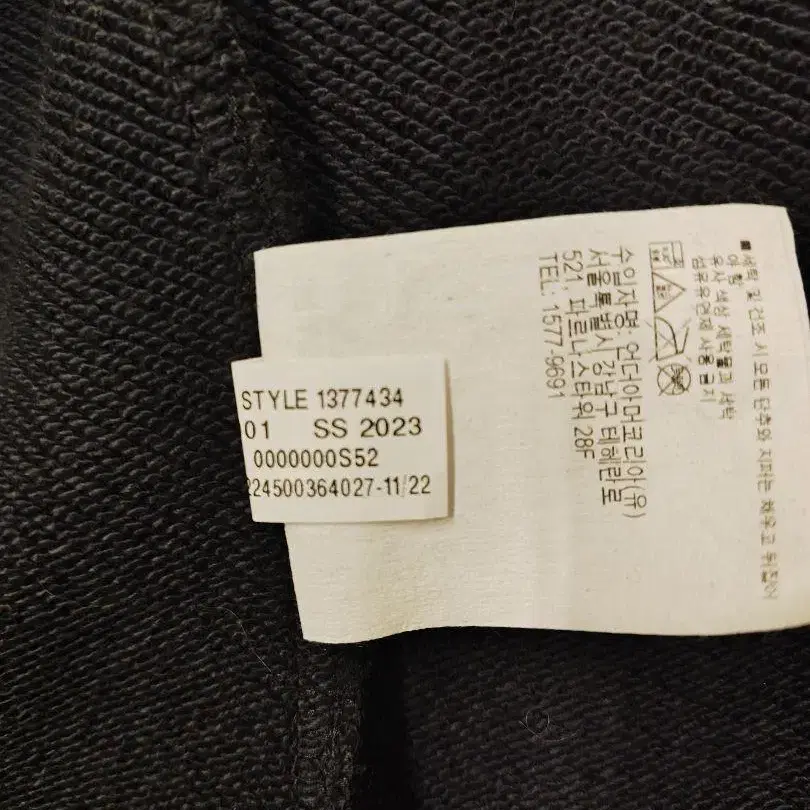 STYLE 1377434
01 SS 2023
0000000S52
224500364027-11/22
■세탁 및 건조 시 모든 단추와 지퍼는 채우고 뒤집어
야 함
유사 색상 세탁물과 세탁
섬유유연제 사용 금지
수입자명: 언더아머코리아(유)
서울특별시 강남구 테헤란로
521, 파르나스타워 28F
TEL: 1577-9691